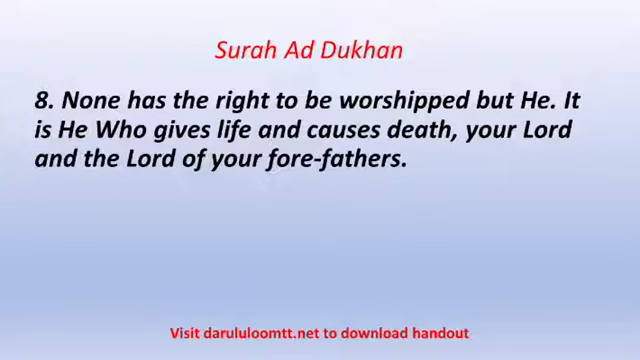 Surah Ad Dukhan
8. None has the right to be worshipped but He. It
is He Who gives life and causes death, your Lord
and the Lord of your fore-fathers.
Visit darululoomtt.net to download handout